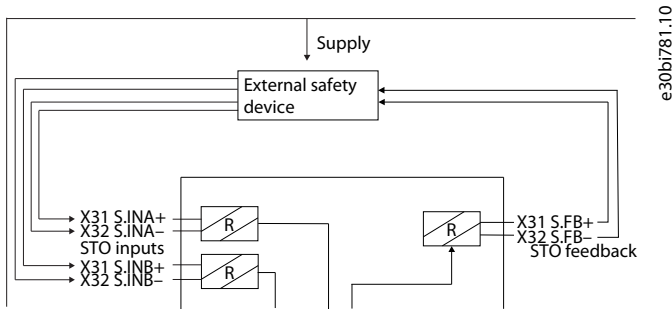 e30bi781.10
Supply
External safety
device
X31 S.INA+
X32 S.INA–
STO inputs
X31 S.INB+
X32 S.INB–
R
R
R
X31 S.FB+
X32 S.FB–
STO feedback